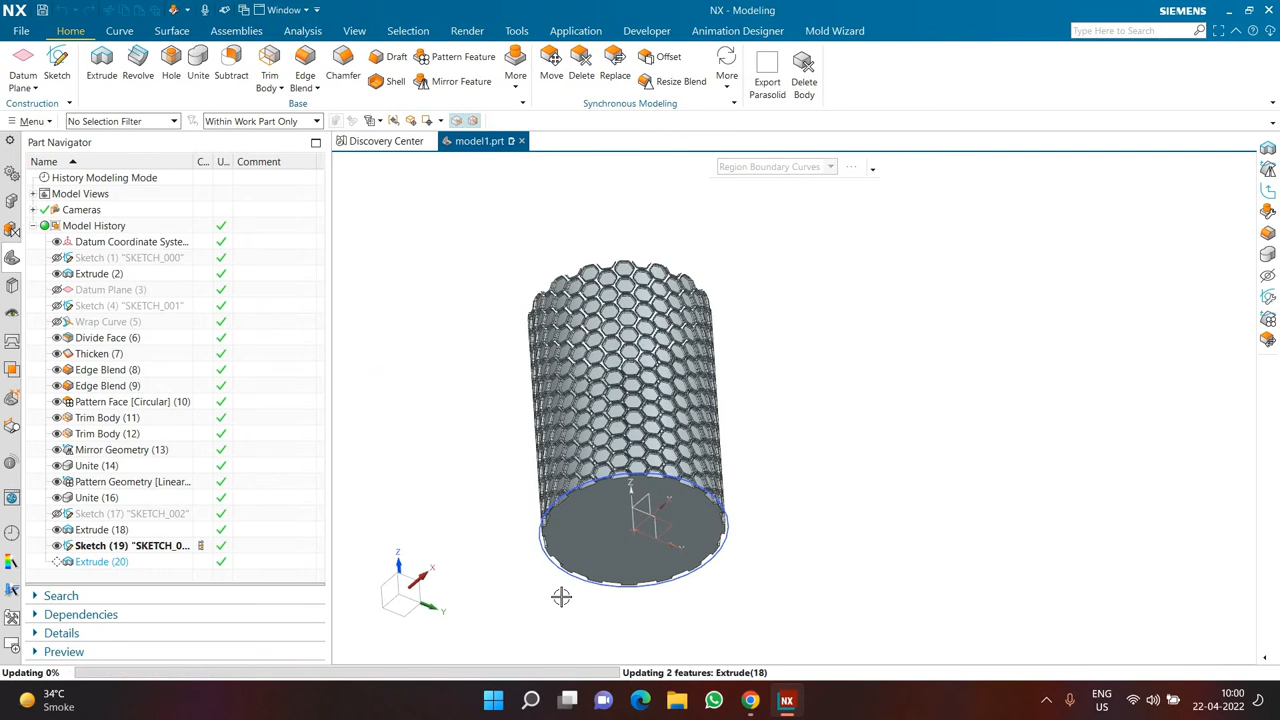 NX Window NX - Modeling SIEMENS
File Home Curve Surface Assemblies Analysis View Selection Render Tools Application Developer Animation Designer Mold Wizard Type Here to Search
Datum Plane Sketch Extrude Revolve Hole Unite Subtract Trim Body Edge Blend Chamfer Draft Shell Pattern Feature Mirror Feature More Move Delete Replace Offset Resize Blend More Export Parasolid Delete Body
Construction Base Synchronous Modeling
Menu No Selection Filter Within Work Part Only
Part Navigator Discovery Center model1.prt
Name C... U... Comment
Region Boundary Curves
History Handling Mode
Model Views
Cameras
Model History
Datum Coordinate Syste...
Sketch (1) "SKETCH_000"
Extrude (2)
Datum Plane (3)
Sketch (4) "SKETCH_001"
Wrap Curve (5)
Divide Face (6)
Thicken (7)
Edge Blend (8)
Edge Blend (9)
Pattern Face [Circular] (10)
Trim Body (11)
Trim Body (12)
Mirror Geometry (13)
Unite (14)
Pattern Geometry [Linear...
Unite (16)
Sketch (17) "SKETCH_002"
Extrude (18)
Sketch (19) "SKETCH_0...
Extrude (20)
Z
Z
X
Y
Search
Dependencies
Details
Preview
Updating 0% Updating 2 features: Extrude(18)
34°C
Smoke
ENG
US
10:00
22-04-2022